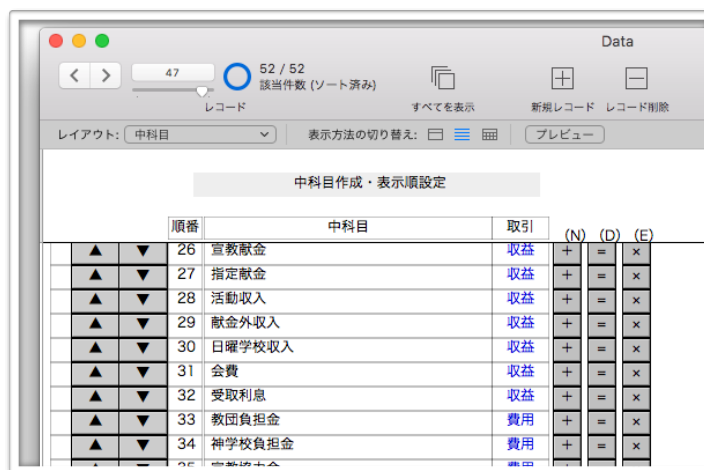 Data
47
52 / 52
該当件数 (ソート済み)
レコード
すべてを表示
新規レコード
レコード削除
レイアウト: 中科目
表示方法の切り替え:
プレビュー
中科目作成・表示順設定
順番 中科目 取引 (N) (D) (E)
▲ ▼ 26 宣教献金 収益 + = ×
▲ ▼ 27 指定献金 収益 + = ×
▲ ▼ 28 活動収入 収益 + = ×
▲ ▼ 29 献金外収入 収益 + = ×
▲ ▼ 30 日曜学校収入 収益 + = ×
▲ ▼ 31 会費 収益 + = ×
▲ ▼ 32 受取利息 収益 + = ×
▲ ▼ 33 教団負担金 費用 + = ×
▲ ▼ 34 神学校負担金 費用 + = ×